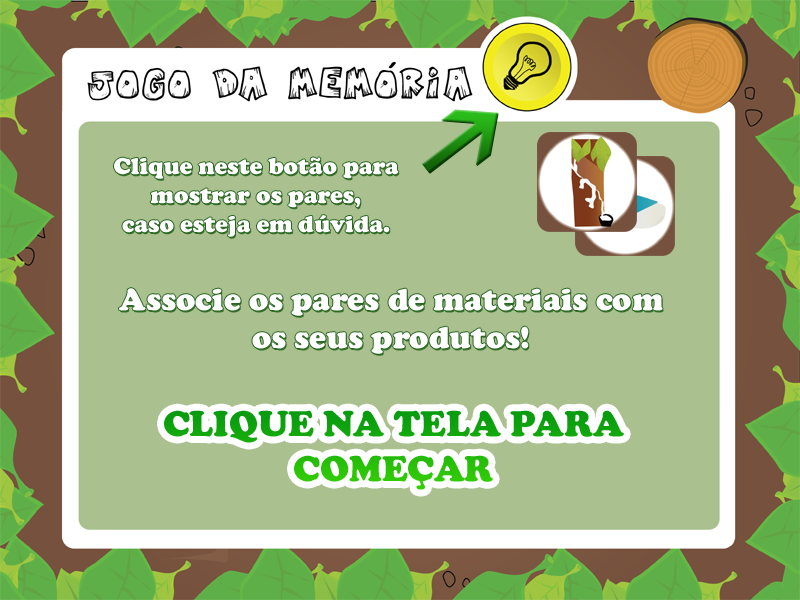 JOGO DA MEMÓRIA
Clique neste botão para
mostrar os pares,
caso esteja em dúvida.
Associe os pares de materiais com
os seus produtos!
CLIQUE NA TELA PARA
COMEÇAR